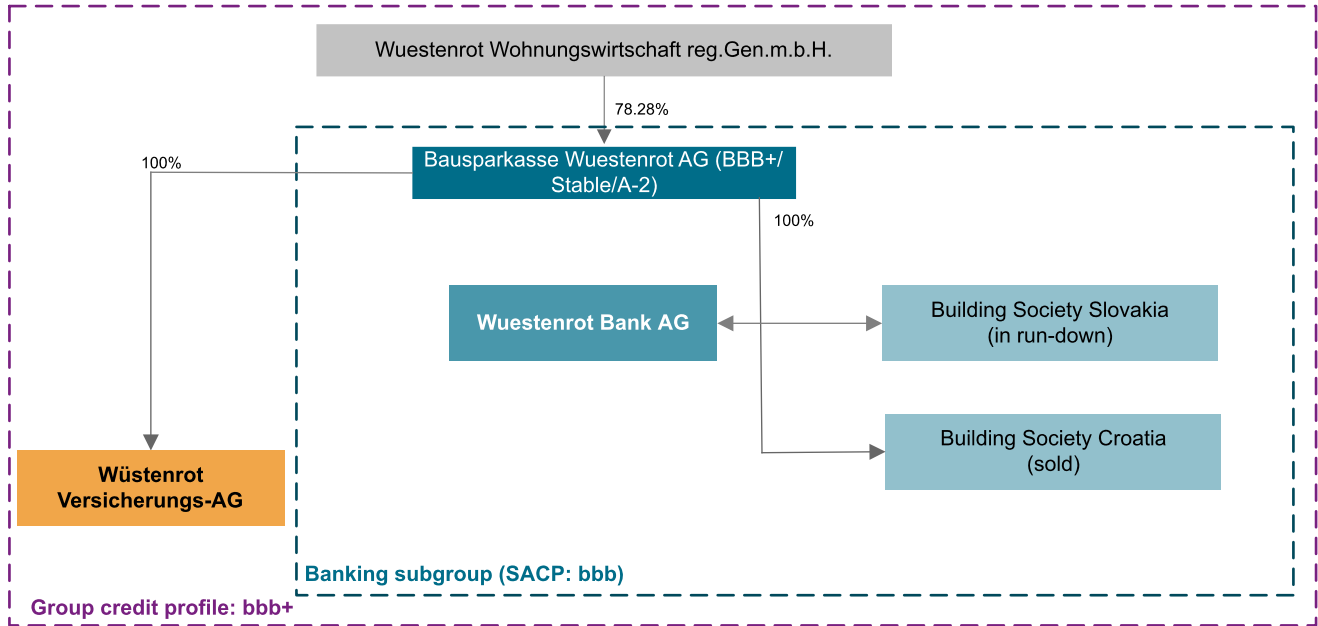 Wuestenrot Wohnungswirtschaft reg.Gen.m.b.H.
78.28%
Bausparkasse Wuestenrot AG (BBB+/
Stable/A-2)
100%
100%
Wuestenrot Bank AG
Building Society Slovakia
(in run-down)
Building Society Croatia
(sold)
Wüstenrot
Versicherungs-AG
Banking subgroup (SACP: bbb)
Group credit profile: bbb+